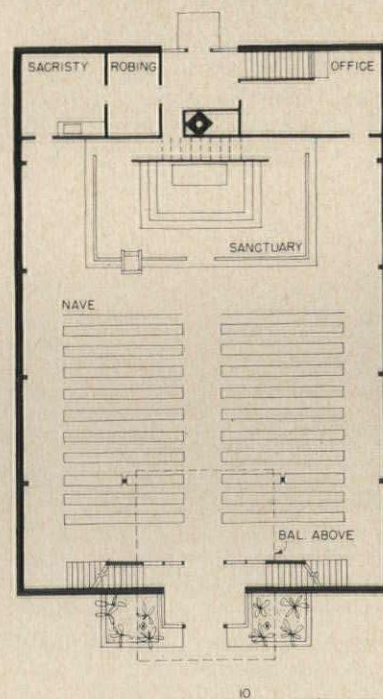 SACRISTY
ROBING
OFFICE
SANCTUARY
NAVE
BAL. ABOVE
10